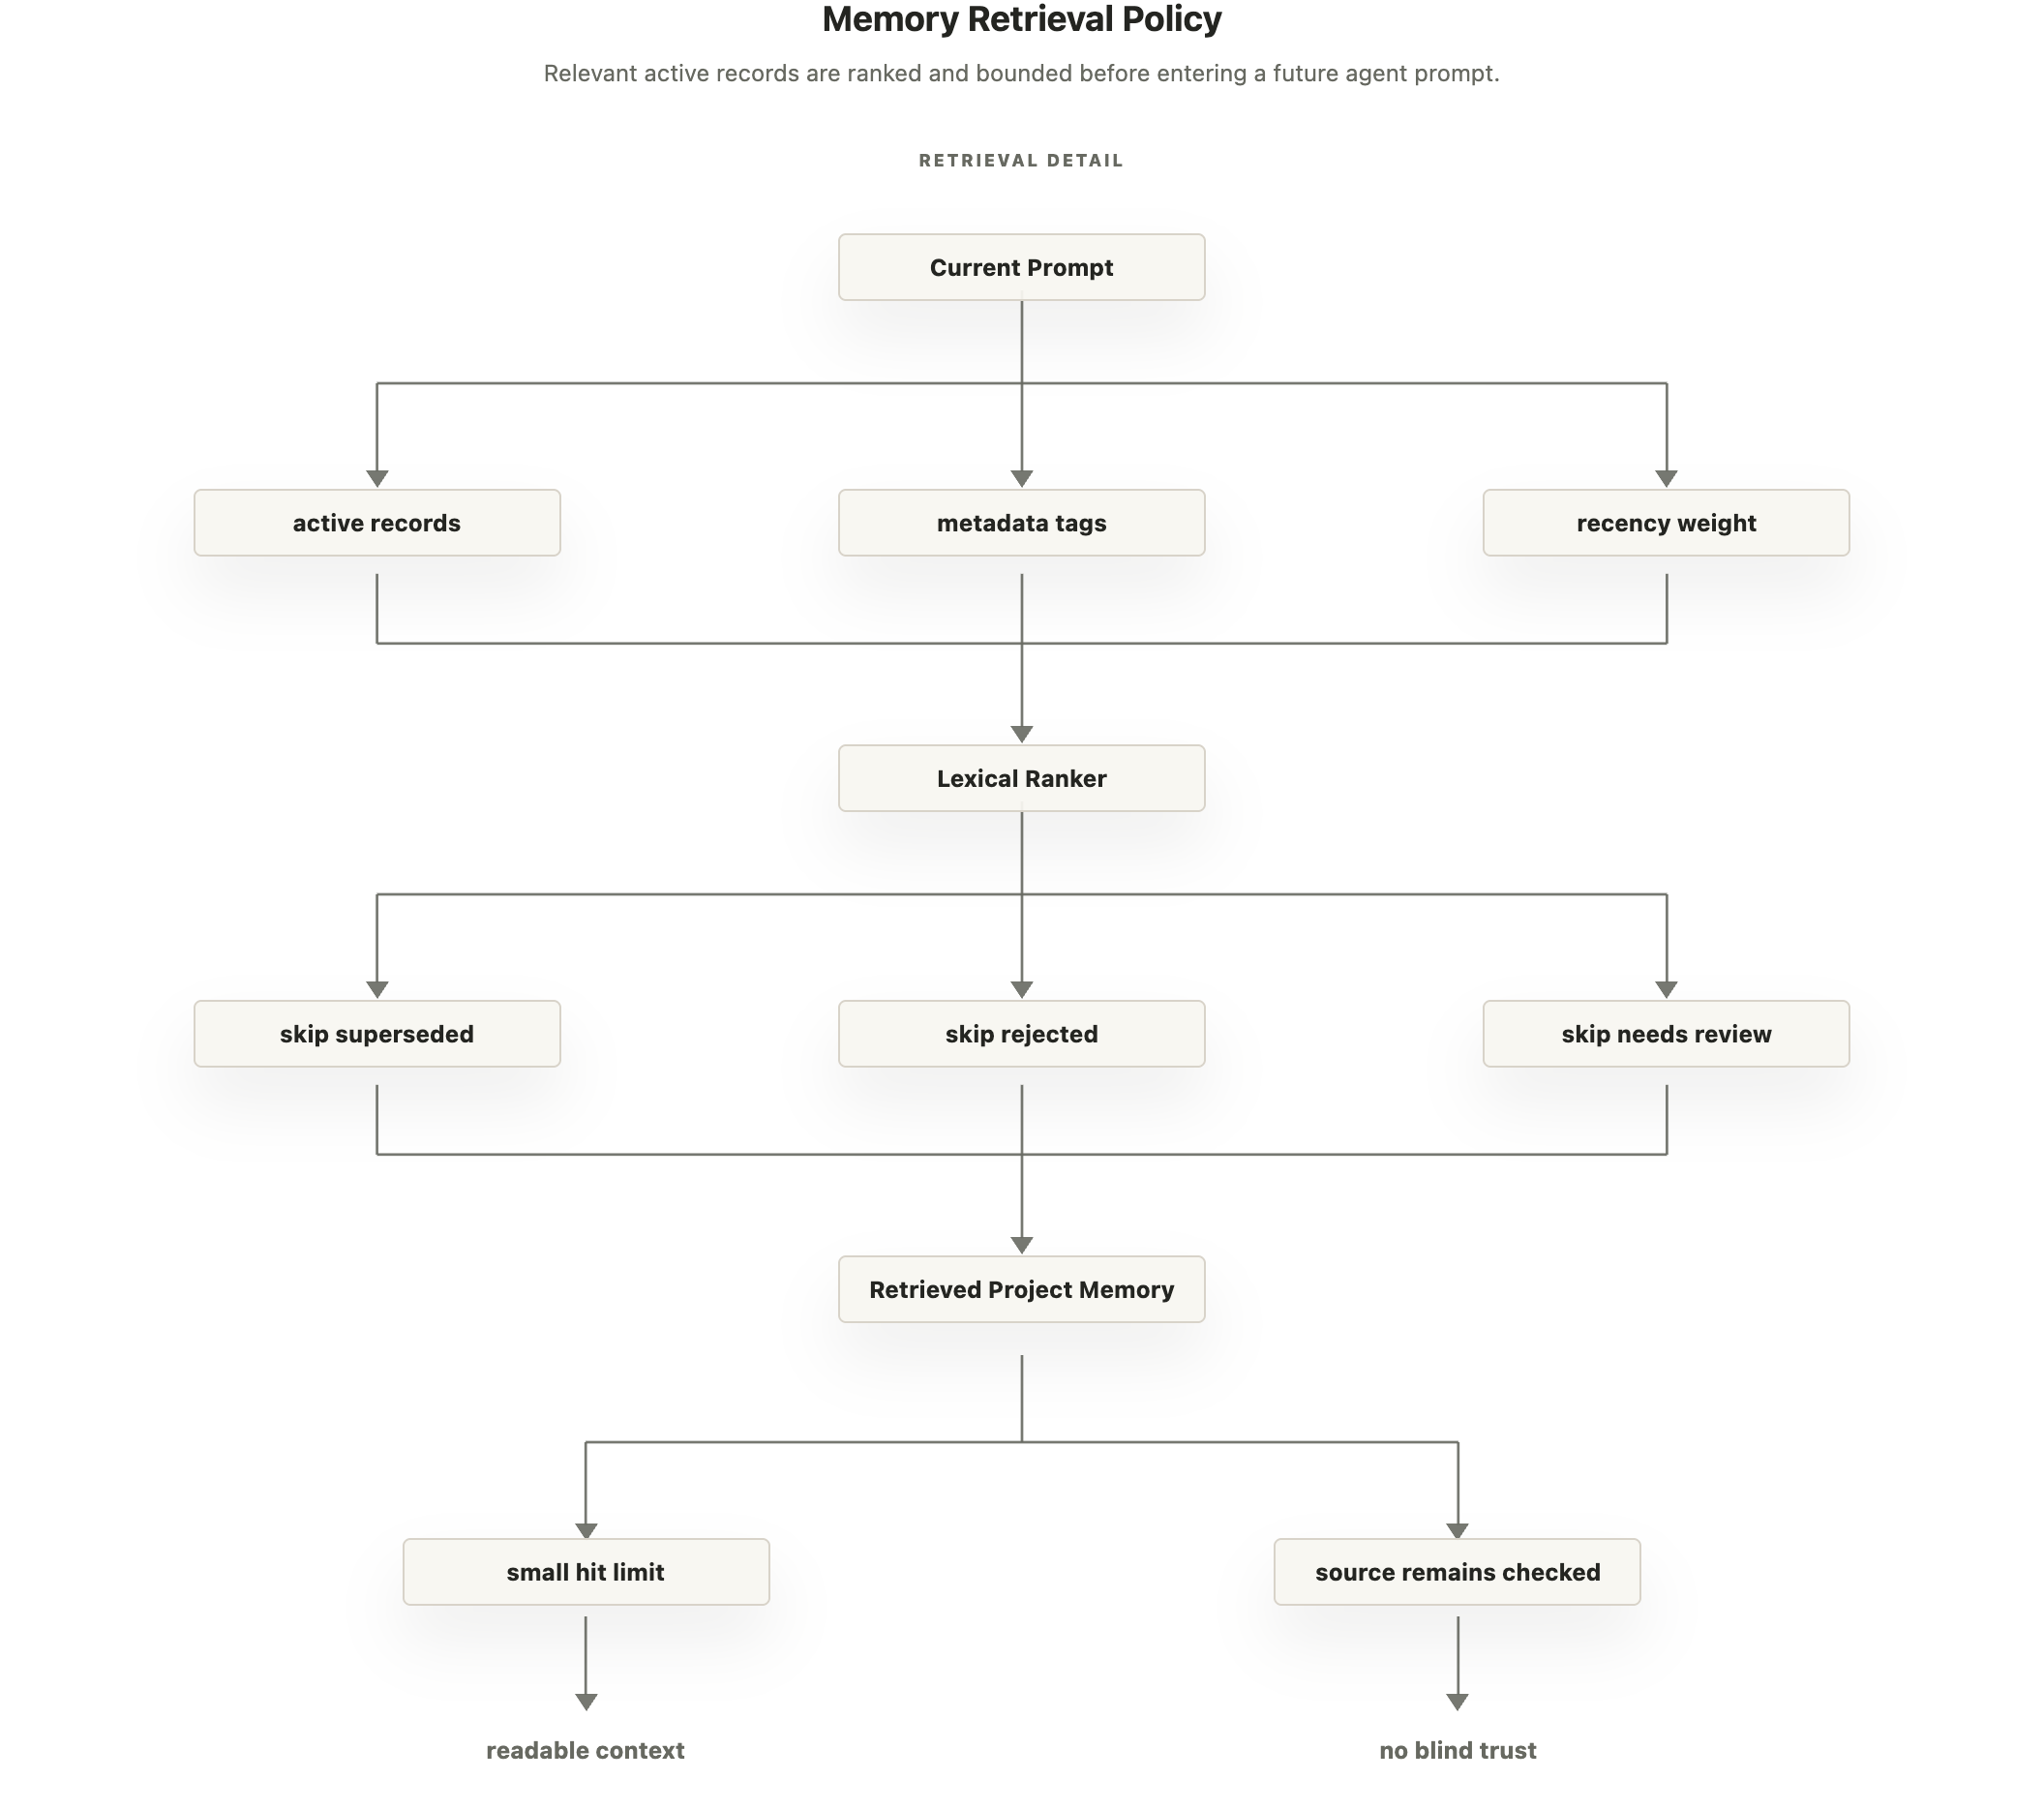 Memory Retrieval Policy
Relevant active records are ranked and bounded before entering a future agent prompt.
RETRIEVAL DETAIL
Current Prompt
active records
metadata tags
recency weight
Lexical Ranker
skip superseded
skip rejected
skip needs review
Retrieved Project Memory
small hit limit
source remains checked
readable context
no blind trust